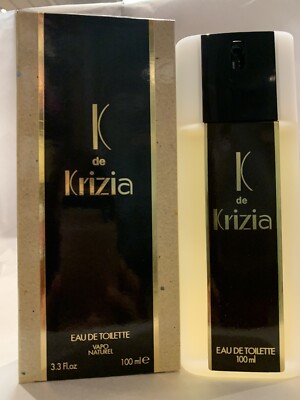 K
de
Krizia
EAU DE TOILETTE
VAPO
NATUREL
3.3 Fl.oz
100 ml e
K
de
Krizia
EAU DE TOILETTE
100 ml